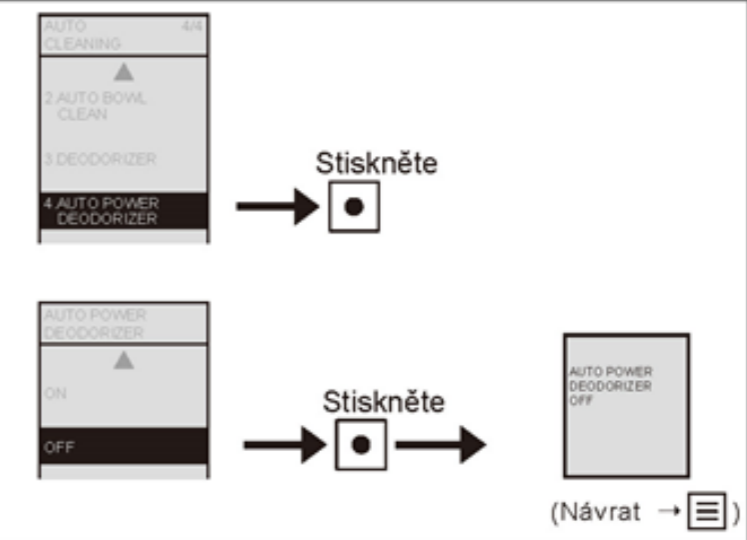 AUTO 4/4
CLEANING
2.AUTO BOWL
CLEAN
3.DEODORIZER
4.AUTO POWER
DEODORIZER
Stiskněte
AUTO POWER
DEODORIZER
ON
OFF
Stiskněte
AUTO POWER
DEODORIZER
OFF
(Návrat → )